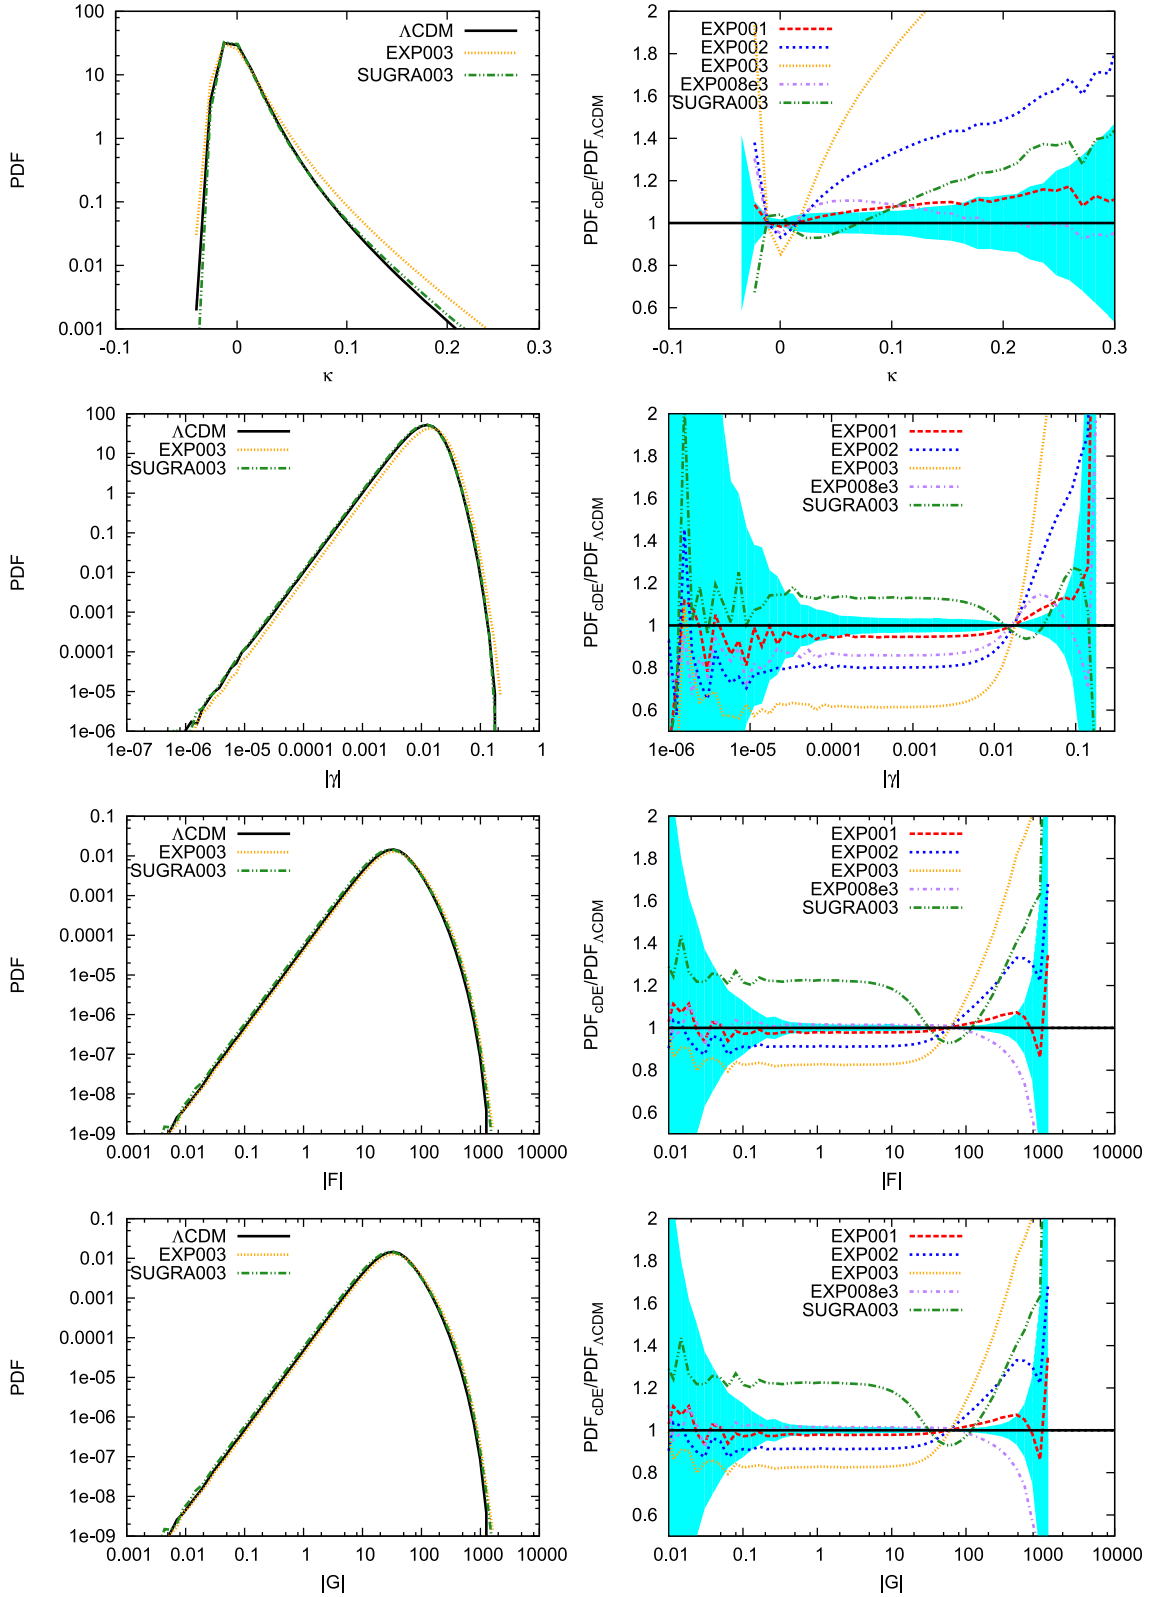 100
10
1
0.1
0.01
0.001
-0.1
0
0.1
0.2
0.3
PDF
κ
ΛCDM
EXP003
SUGRA003
2
1.8
1.6
1.4
1.2
1
0.8
0.6
-0.1
0
0.1
0.2
0.3
PDFcDE/PDFΛCDM
κ
EXP001
EXP002
EXP003
EXP008e3
SUGRA003
100
10
1
0.1
0.01
0.001
0.0001
1e-05
1e-06
1e-07
1e-06
1e-05
0.0001
0.001
0.01
0.1
1
PDF
|γ|
ΛCDM
EXP003
SUGRA003
2
1.8
1.6
1.4
1.2
1
0.8
0.6
1e-06
1e-05
0.0001
0.001
0.01
0.1
PDFcDE/PDFΛCDM
|γ|
EXP001
EXP002
EXP003
EXP008e3
SUGRA003
0.1
0.01
0.001
0.0001
1e-05
1e-06
1e-07
1e-08
1e-09
0.001
0.01
0.1
1
10
100
1000
10000
PDF
|F|
ΛCDM
EXP003
SUGRA003
2
1.8
1.6
1.4
1.2
1
0.8
0.6
0.01
0.1
1
10
100
1000
10000
PDFcDE/PDFΛCDM
|F|
EXP001
EXP002
EXP003
EXP008e3
SUGRA003
0.1
0.01
0.001
0.0001
1e-05
1e-06
1e-07
1e-08
1e-09
0.001
0.01
0.1
1
10
100
1000
10000
PDF
|G|
ΛCDM
EXP003
SUGRA003
2
1.8
1.6
1.4
1.2
1
0.8
0.6
0.01
0.1
1
10
100
1000
10000
PDFcDE/PDFΛCDM
|G|
EXP001
EXP002
EXP003
EXP008e3
SUGRA003